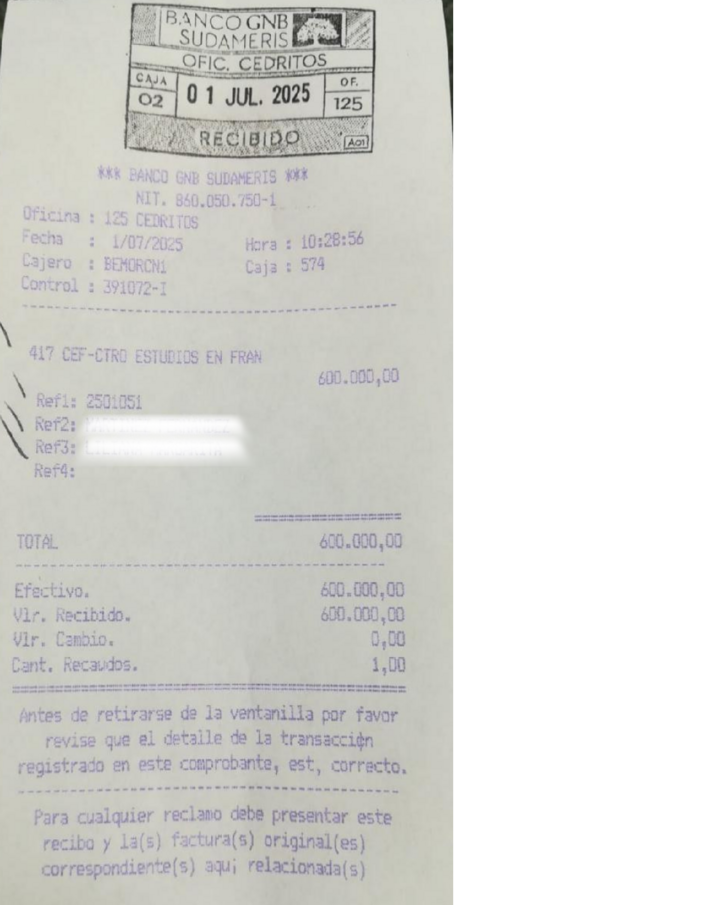 BANCO GNB
SUDAMERIS
OFIC. CEDRITOS
CAJA
02
01 JUL. 2025
OF.
125
RECIBIDO
A01
*** BANCO GNB SUDAMERIS ***
NIT. 860.050.750-1
Oficina : 125 CEDRITOS
Fecha : 1/07/2025 Hora : 10:28:56
Cajero : BEMORCN1 Caja : 574
Control : 391072-I
417 CEF-CTRO ESTUDIOS EN FRAN
600.000,00
Ref1: 2501051
Ref2:
Ref3:
Ref4:
TOTAL 600.000,00
Efectivo. 600.000,00
Vlr. Recibido. 600.000,00
Vlr. Cambio. 0,00
Cant. Recaudos. 1,00
Antes de retirarse de la ventanilla por favor
revise que el detalle de la transacci¢n
registrado en este comprobante, est, correcto.
Para cualquier reclamo debe presentar este
recibo y la(s) factura(s) original(es)
correspondiente(s) aqu¡ relacionada(s)